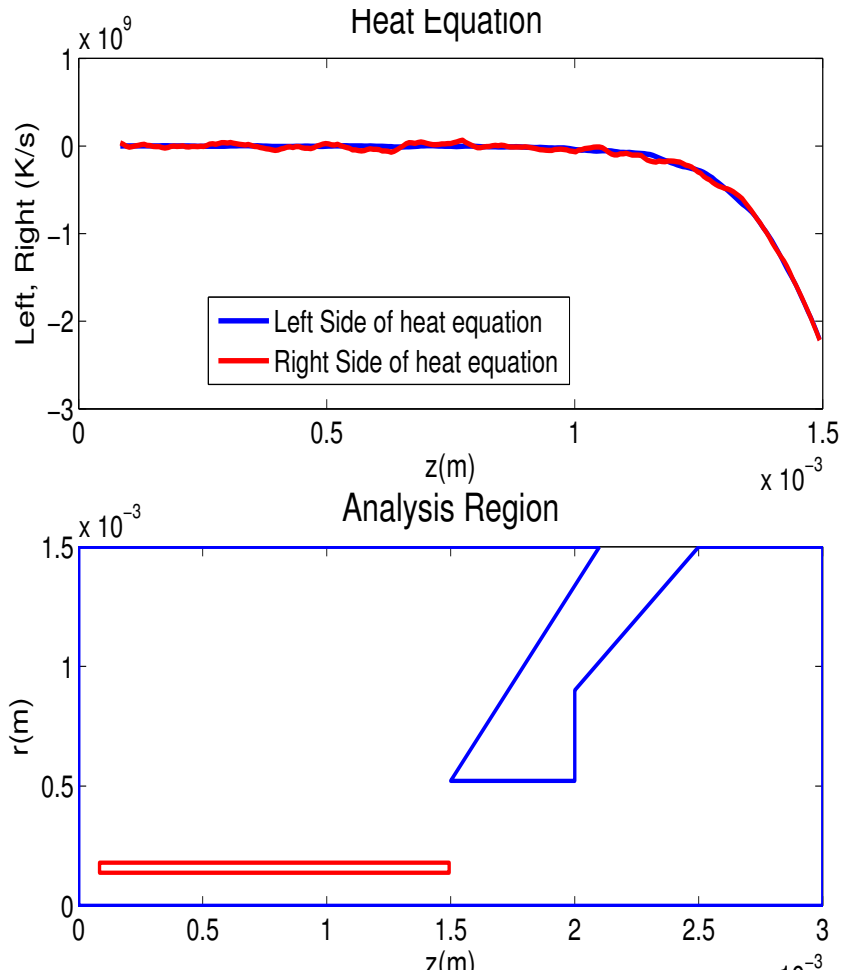 Heat Equation
x 10⁹
1
0
−1
−2
−3
Left, Right (K/s)
Left Side of heat equation
Right Side of heat equation
0 0.5 1 1.5
z(m)
x 10⁻³
Analysis Region
x 10⁻³
1.5
1
0.5
0
r(m)
0 0.5 1 1.5 2 2.5 3
z(m)
10⁻³